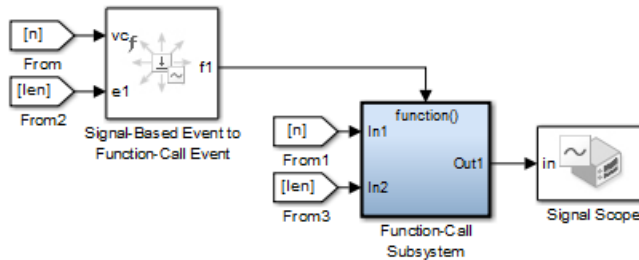 [n]
From
[len]
From2
vc
f
e1
f1
Signal-Based Event to
Function-Call Event
[n]
From1
[len]
From3
function()
In1
In2
Out1
Function-Call
Subsystem
in
Signal Scope